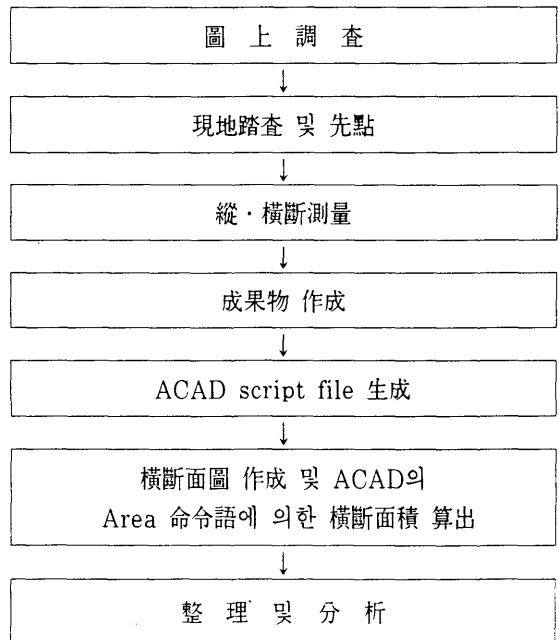 圖 上 調 査
↓
現地踏査 및 先點
↓
縱·橫斷測量
↓
成果物 作成
↓
ACAD script file 生成
↓
橫斷面圖 作成 및 ACAD의
Area 命令語에 의한 橫斷面積 算出
↓
整 理 및 分 析